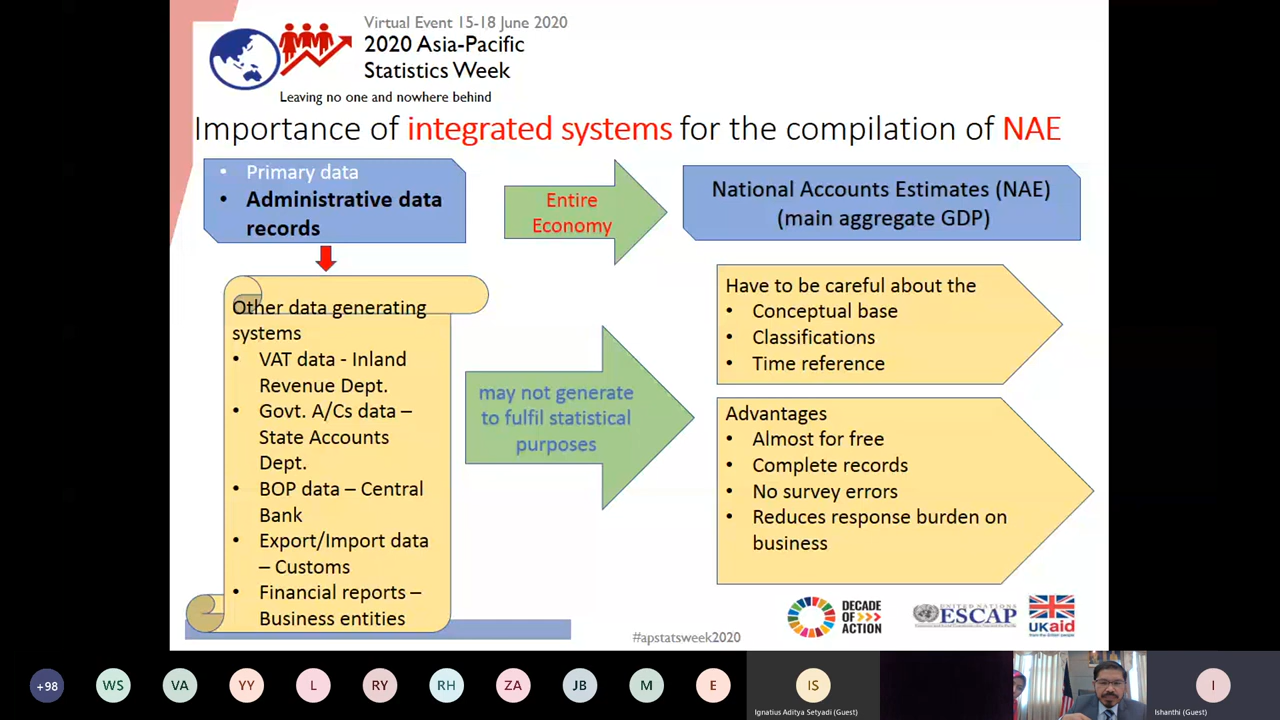 Virtual Event 15-18 June 2020
2020 Asia-Pacific
Statistics Week
Leaving no one and nowhere behind
Importance of integrated systems for the compilation of NAE
• Primary data
• Administrative data
records
Entire
Economy
National Accounts Estimates (NAE)
(main aggregate GDP)
Other data generating
systems
• VAT data - Inland
Revenue Dept.
• Govt. A/Cs data –
State Accounts
Dept.
• BOP data – Central
Bank
• Export/Import data
– Customs
• Financial reports –
Business entities
may not generate
to fulfil statistical
purposes
Have to be careful about the
• Conceptual base
• Classifications
• Time reference
Advantages
• Almost for free
• Complete records
• No survey errors
• Reduces response burden on
business
#apstatsweek2020
DECADE
OF >>>
ACTION
UNITED NATIONS
ESCAP
UKaid
from the British people
+98
WS
VA
YY
L
RY
RH
ZA
JB
M
E
IS
Ignatius Aditya Setyadi (Guest)
I
Ishanthi (Guest)